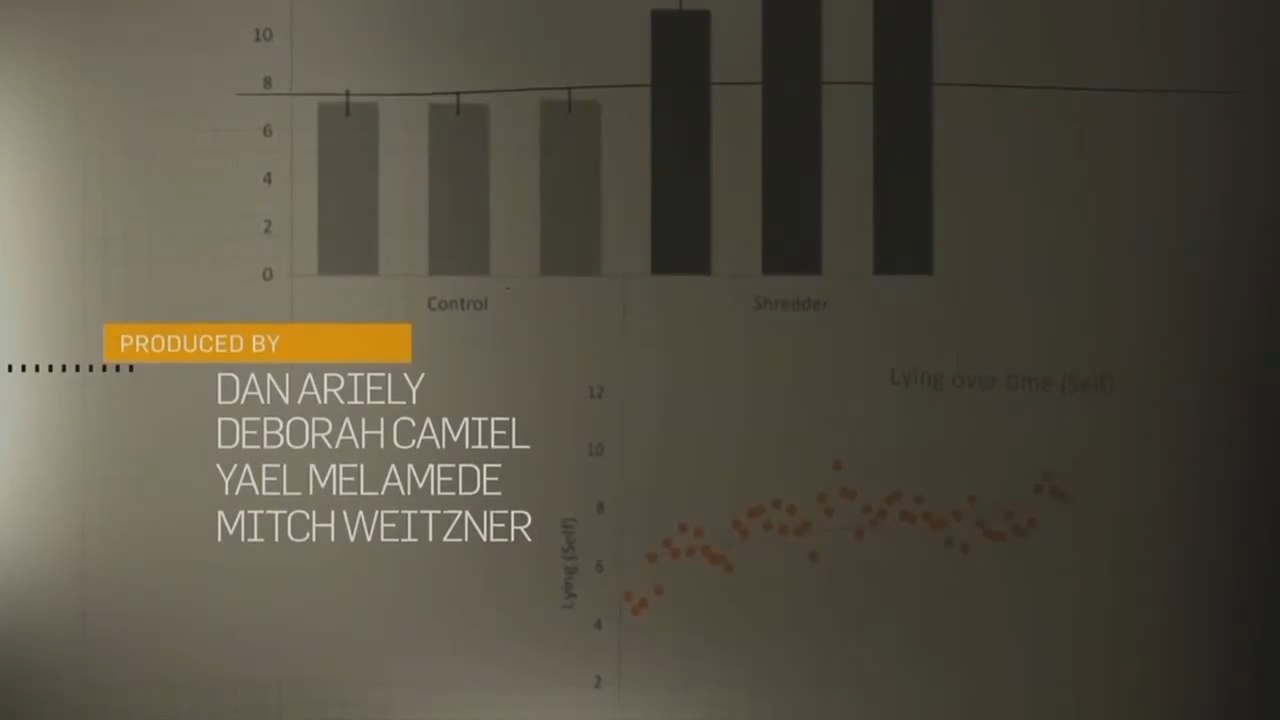 10
8
6
4
2
0
Control
Shredder
PRODUCED BY
DAN ARIELY
DEBORAH CAMIEL
YAEL MELAMEDE
MITCH WEITZNER
Lying over time (Self)
12
10
8
6
4
2
Lying (Self)